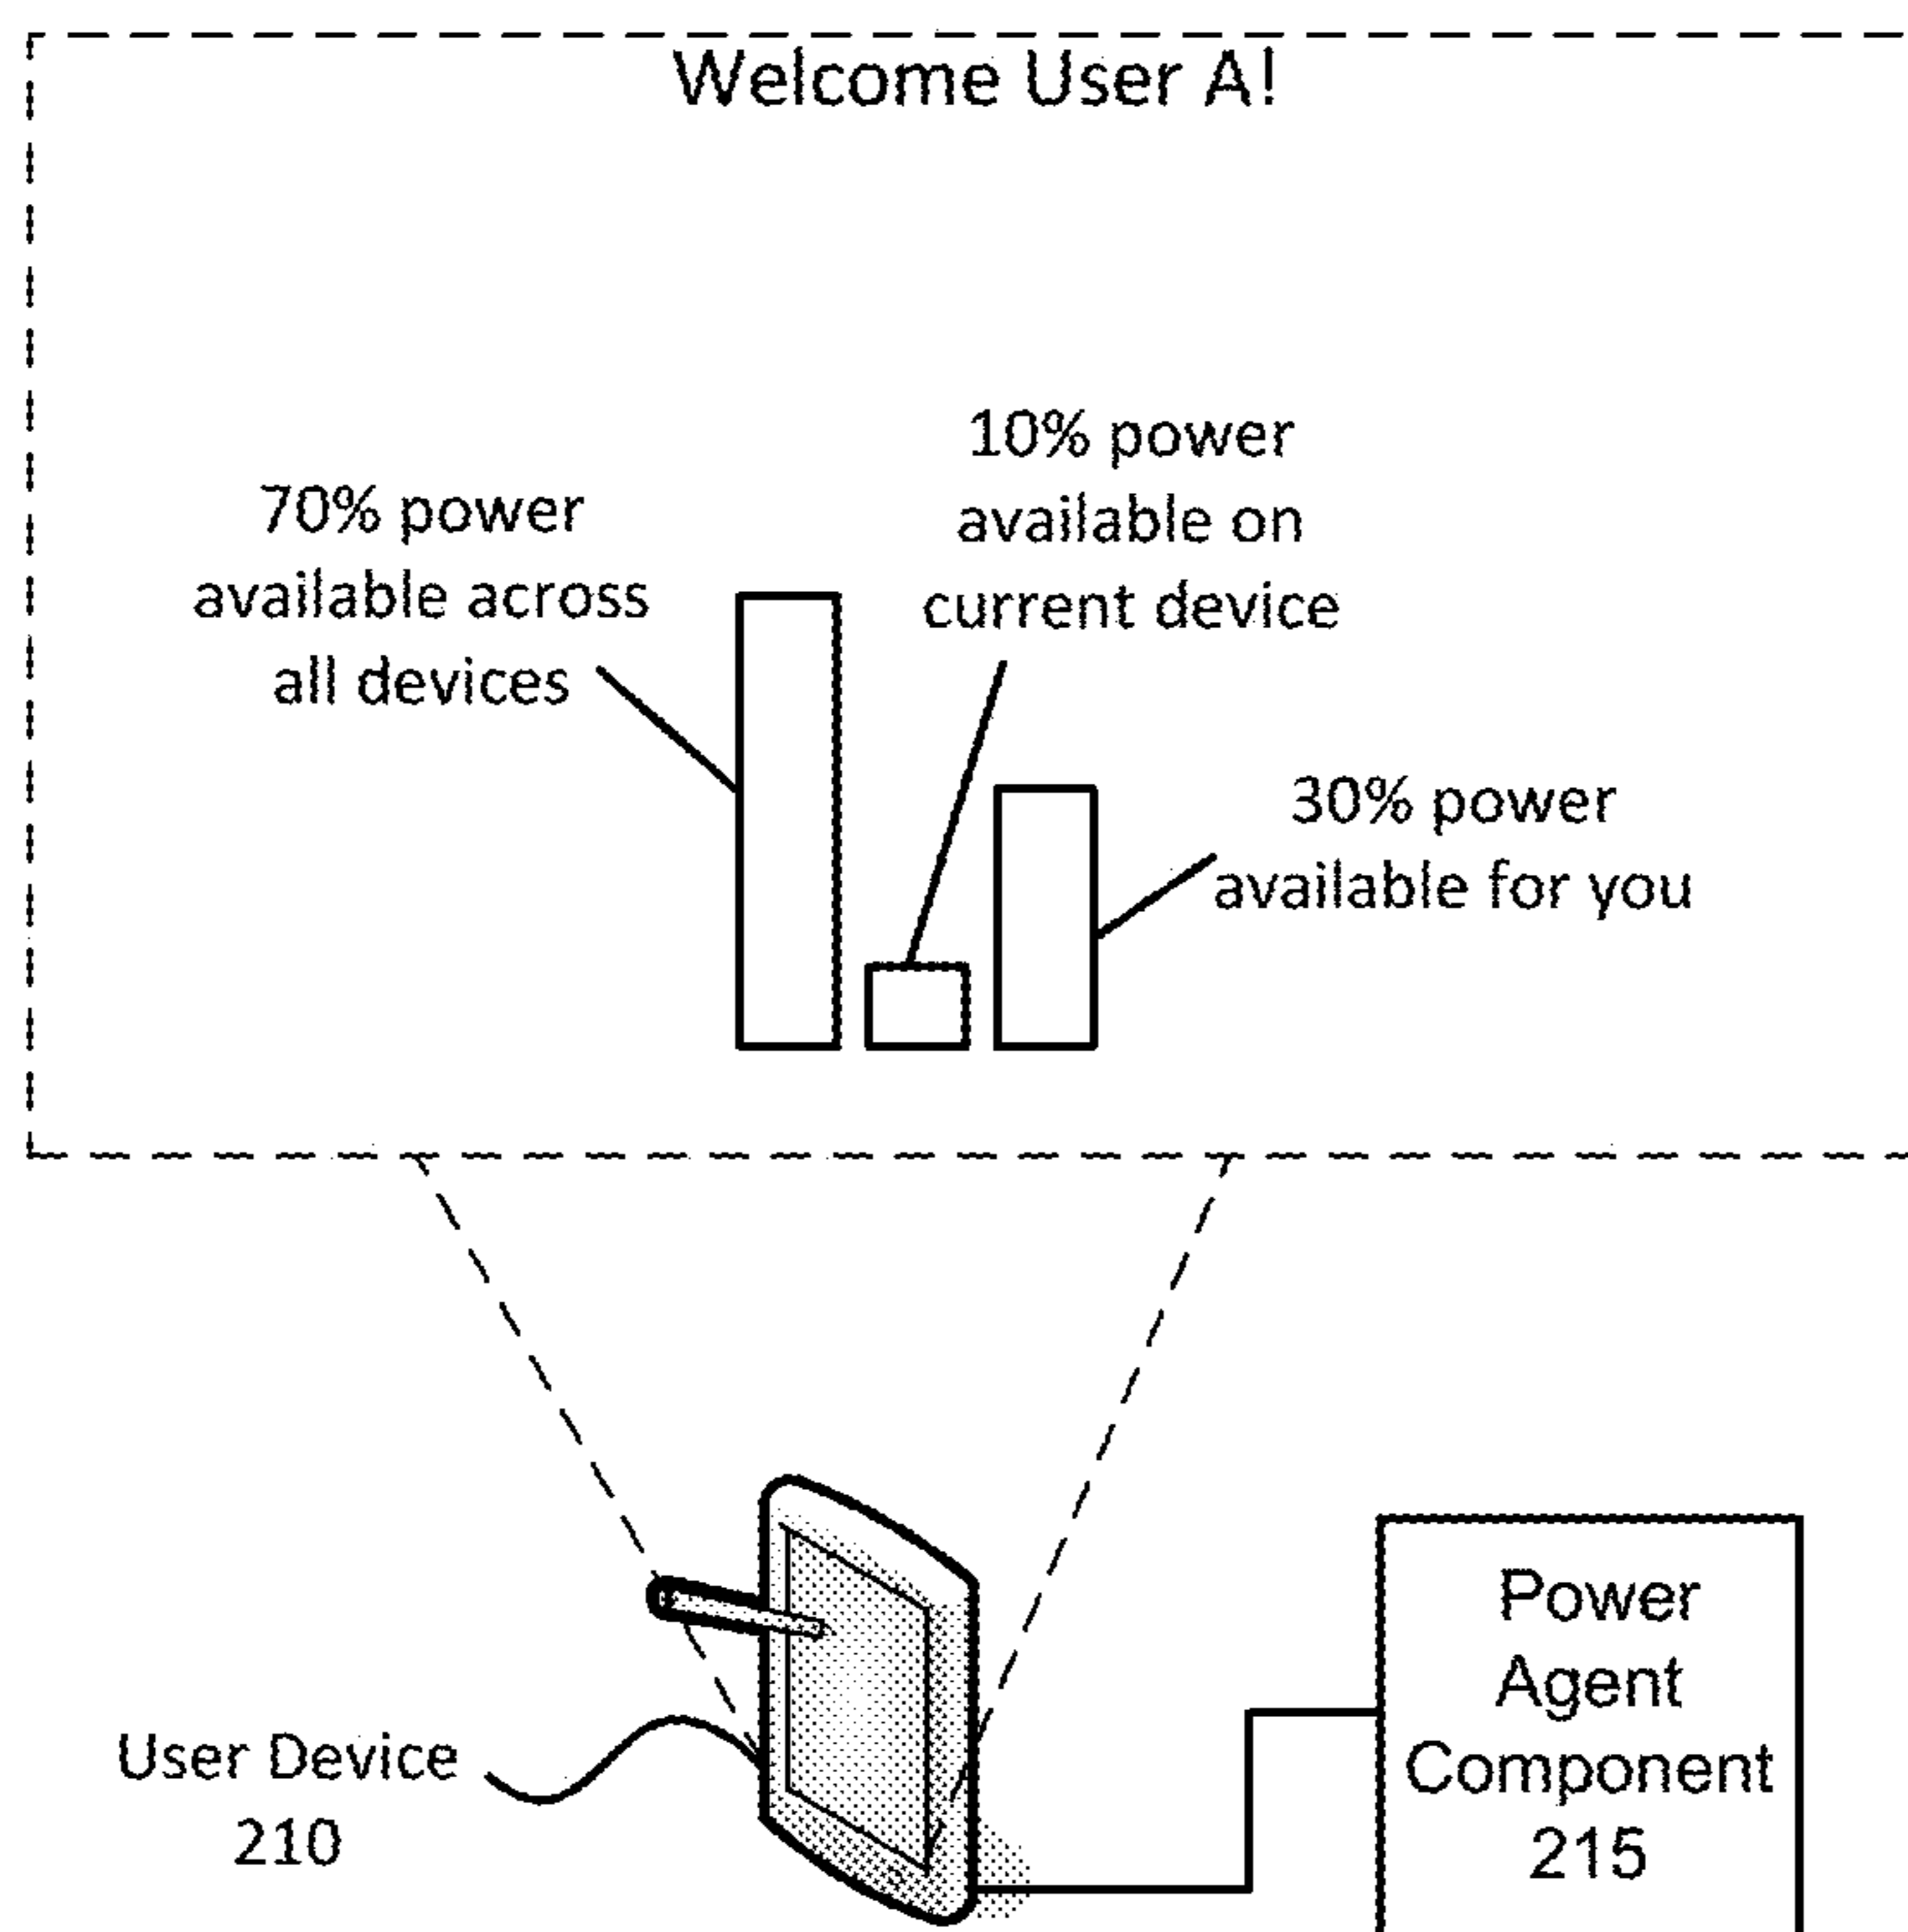 Welcome User A!
70% power
available across
all devices
10% power
available on
current device
30% power
available for you
User Device
210
Power
Agent
Component
215